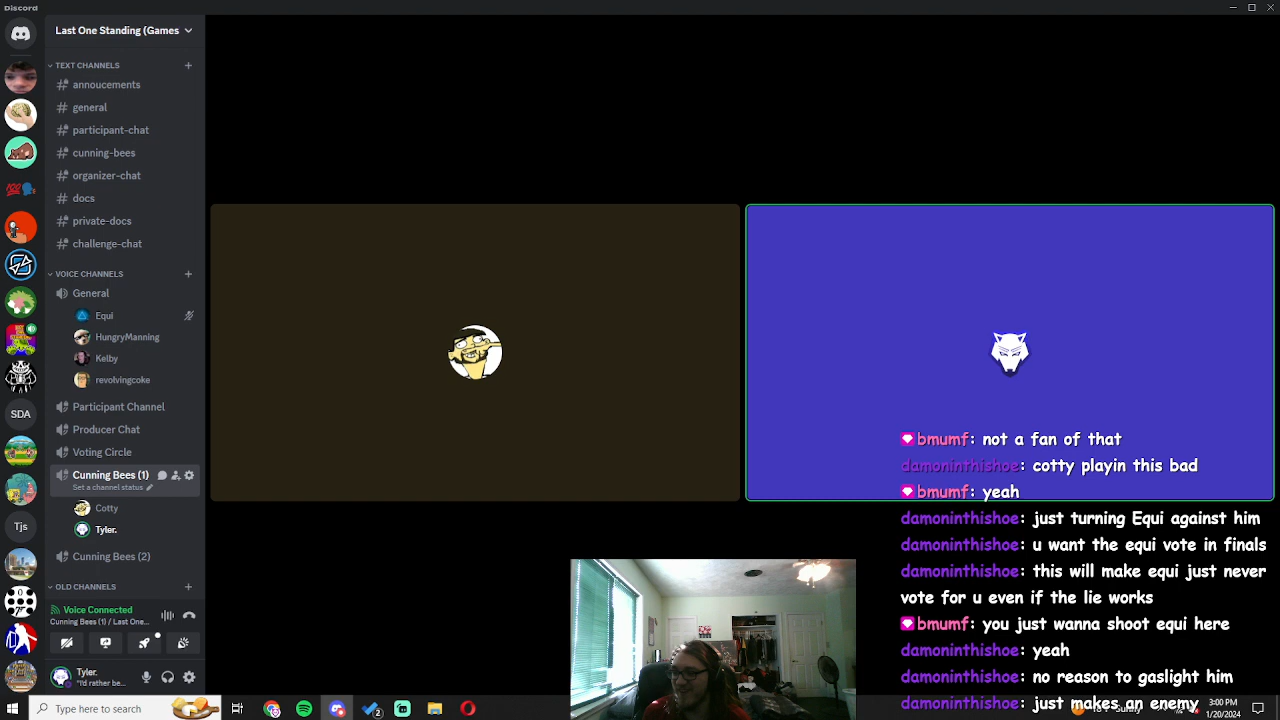 Discord
Last One Standing (Games
TEXT CHANNELS
annoucements
general
participant-chat
cunning-bees
organizer-chat
docs
private-docs
challenge-chat
VOICE CHANNELS
General
Equi
HungryManning
Kelby
revolvingcoke
Participant Channel
Producer Chat
Voting Circle
Cunning Bees (1)
Set a channel status
Cotty
Tyler.
Cunning Bees (2)
OLD CHANNELS
Voice Connected
Cunning Bees (1) / Last One...
Tyler.
"I'd rather be...
SDA
Tjs
bmumf: not a fan of that
damoninthishoe: cotty playin this bad
bmumf: yeah
damoninthishoe: just turning Equi against him
damoninthishoe: u want the equi vote in finals
damoninthishoe: this will make equi just never
vote for u even if the lie works
bmumf: you just wanna shoot equi here
damoninthishoe: yeah
damoninthishoe: no reason to gaslight him
damoninthishoe: just makes an enemy
Type here to search
2
3:00 PM
1/20/2024